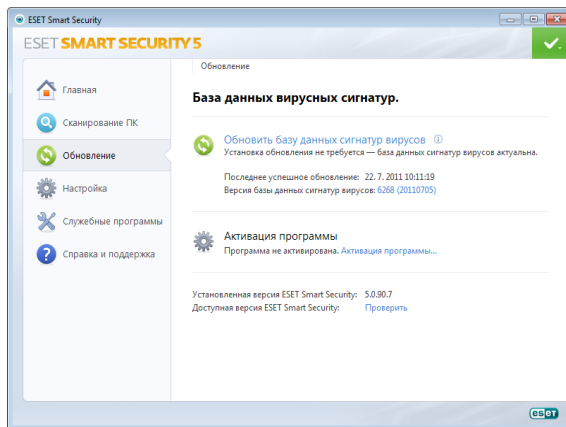 ESET Smart Security
ESET SMART SECURITY 5
Обновление
Главная
Сканирование ПК
Обновление
Настройка
Служебные программы
Справка и поддержка
База данных вирусных сигнатур.
Обновить базу данных сигнатур вирусов
Установка обновления не требуется — база данных сигнатур вирусов актуальна.
Последнее успешное обновление: 22. 7. 2011 10:11:19
Версия базы данных сигнатур вирусов: 6268 (20110705)
Активация программы
Программа не активирована. Активация программы...
Установленная версия ESET Smart Security: 5.0.90.7
Доступная версия ESET Smart Security: Проверить
eseT